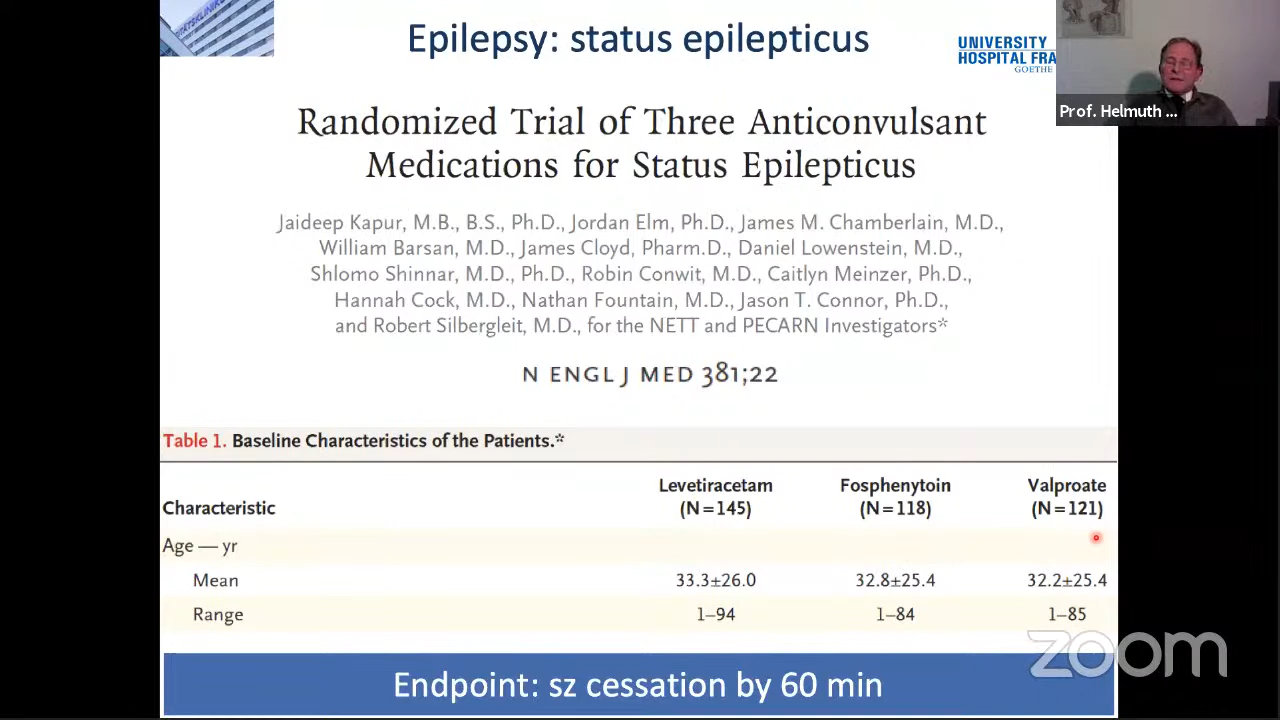 Epilepsy: status epilepticus
UNIVERSITY
HOSPITAL FRA
GOETHE
Prof. Helmuth ...
Randomized Trial of Three Anticonvulsant
Medications for Status Epilepticus
Jaideep Kapur, M.B., B.S., Ph.D., Jordan Elm, Ph.D., James M. Chamberlain, M.D.,
William Barsan, M.D., James Cloyd, Pharm.D., Daniel Lowenstein, M.D.,
Shlomo Shinnar, M.D., Ph.D., Robin Conwit, M.D., Caitlyn Meinzer, Ph.D.,
Hannah Cock, M.D., Nathan Fountain, M.D., Jason T. Connor, Ph.D.,
and Robert Silbergleit, M.D., for the NETT and PECARN Investigators*
N ENGL J MED 381;22
Table 1. Baseline Characteristics of the Patients.*
Characteristic Levetiracetam (N=145) Fosphenytoin (N=118) Valproate (N=121)
Age — yr
Mean 33.3±26.0 32.8±25.4 32.2±25.4
Range 1–94 1–84 1–85
zoom
Endpoint: sz cessation by 60 min